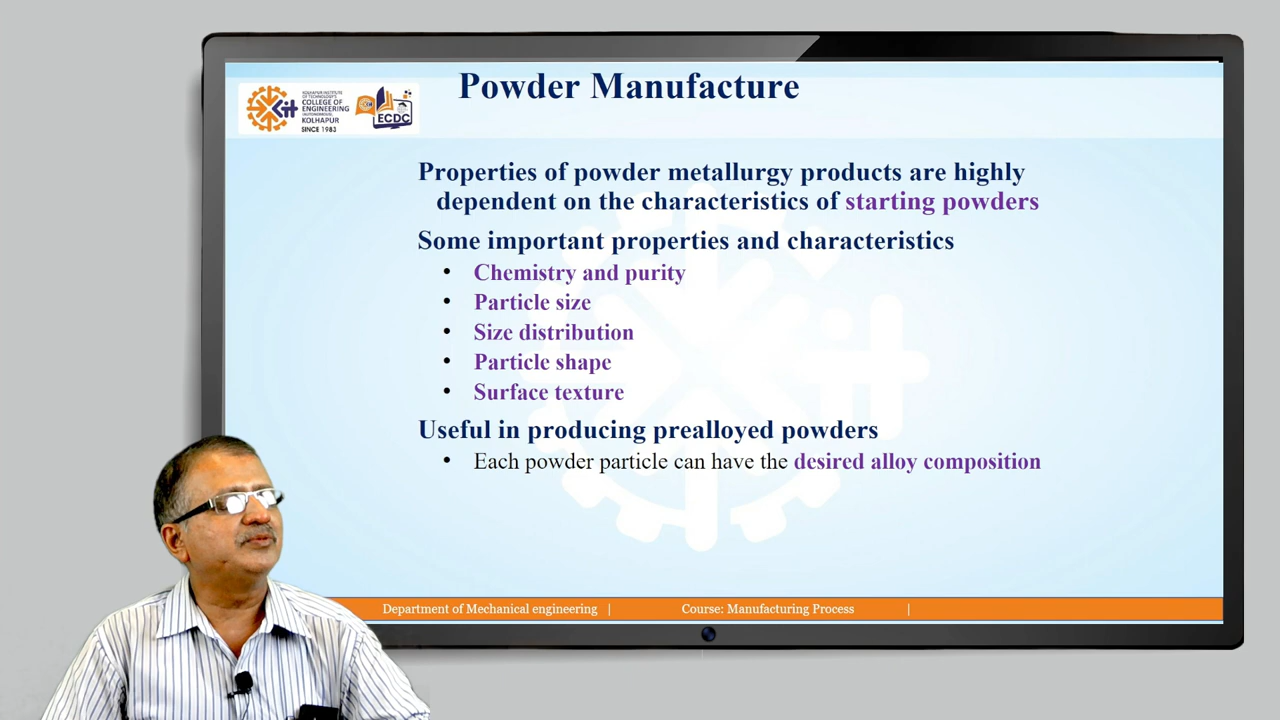 Powder Manufacture
KOLHAPUR INSTITUTE
OF TECHNOLOGY'S
COLLEGE OF
ENGINEERING
(AUTONOMOUS),
KOLHAPUR
SINCE 1983
ECDC
Properties of powder metallurgy products are highly
dependent on the characteristics of starting powders
Some important properties and characteristics
• Chemistry and purity
• Particle size
• Size distribution
• Particle shape
• Surface texture
Useful in producing prealloyed powders
• Each powder particle can have the desired alloy composition
Department of Mechanical engineering | Course: Manufacturing Process |